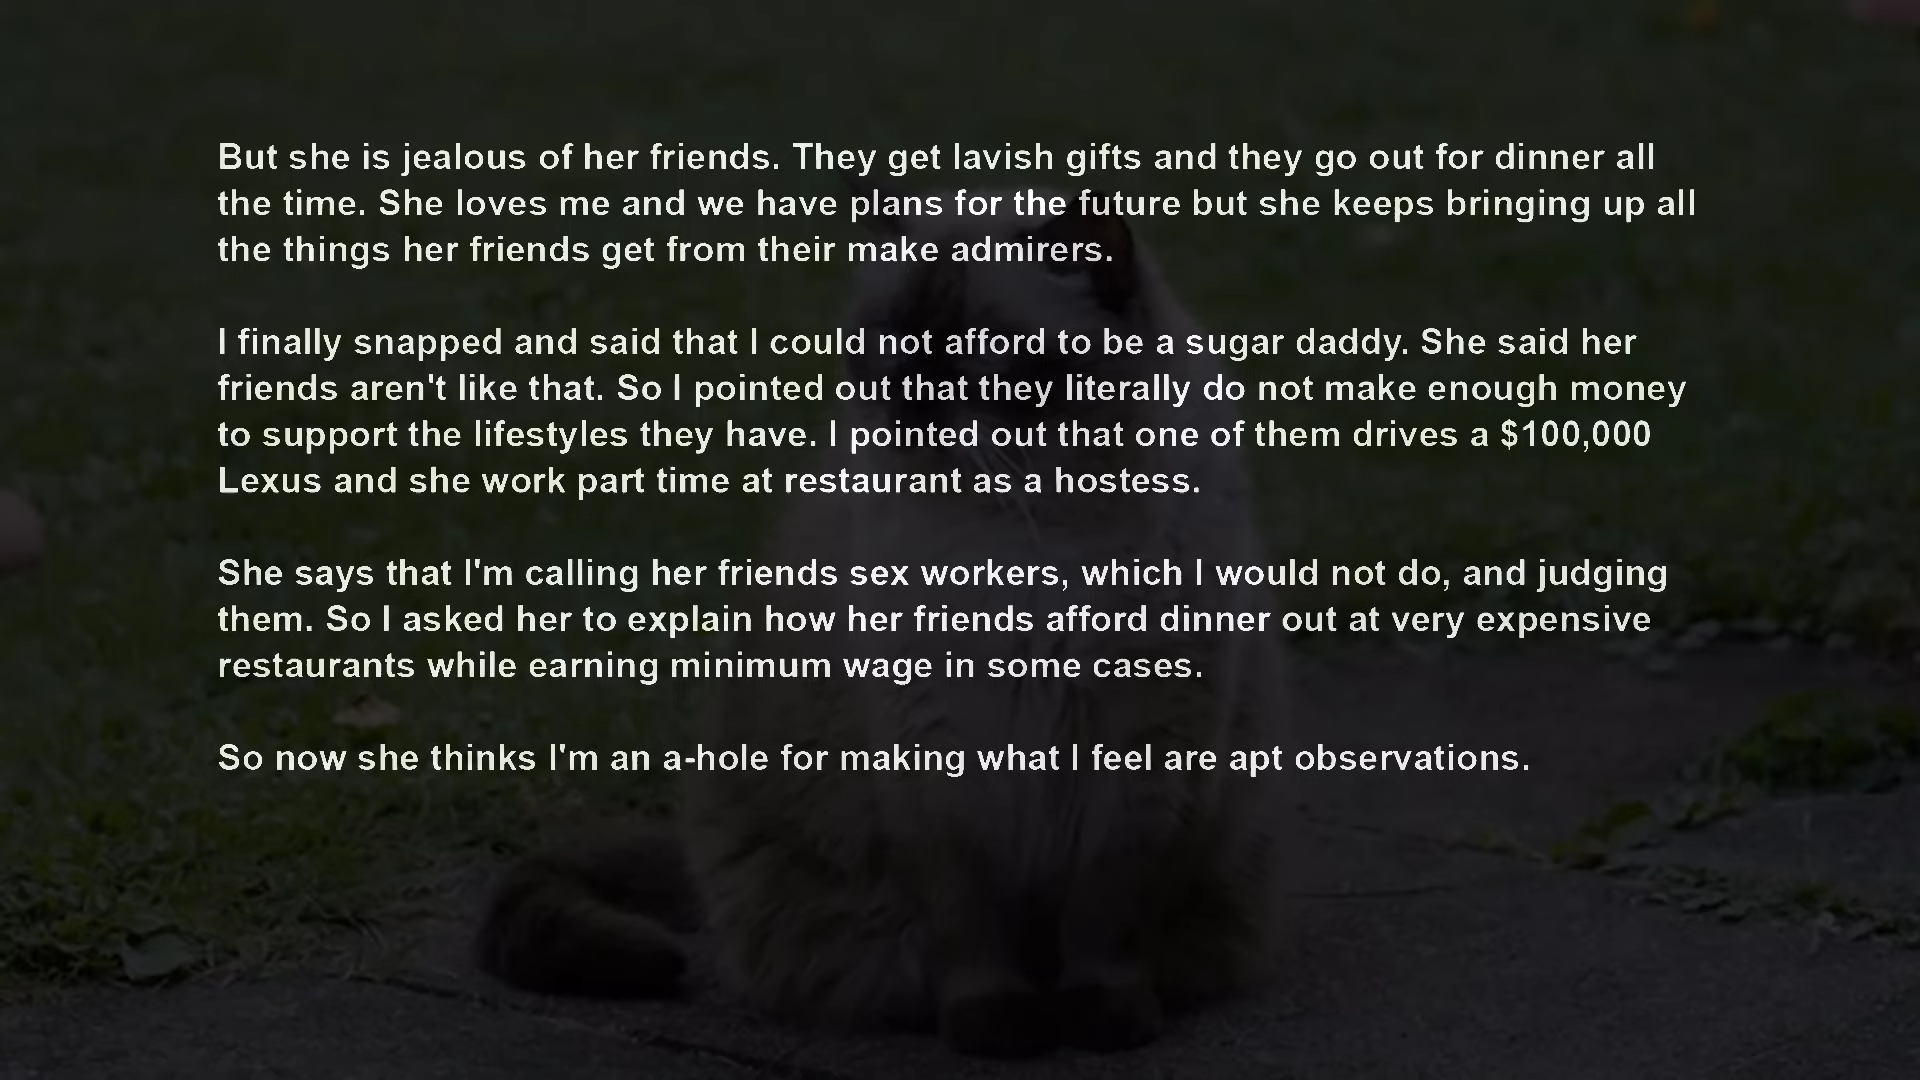 But she is jealous of her friends. They get lavish gifts and they go out for dinner all
the time. She loves me and we have plans for the future but she keeps bringing up all
the things her friends get from their make admirers.
I finally snapped and said that I could not afford to be a sugar daddy. She said her
friends aren't like that. So I pointed out that they literally do not make enough money
to support the lifestyles they have. I pointed out that one of them drives a $100,000
Lexus and she work part time at restaurant as a hostess.
She says that I'm calling her friends sex workers, which I would not do, and judging
them. So I asked her to explain how her friends afford dinner out at very expensive
restaurants while earning minimum wage in some cases.
So now she thinks I'm an a-hole for making what I feel are apt observations.